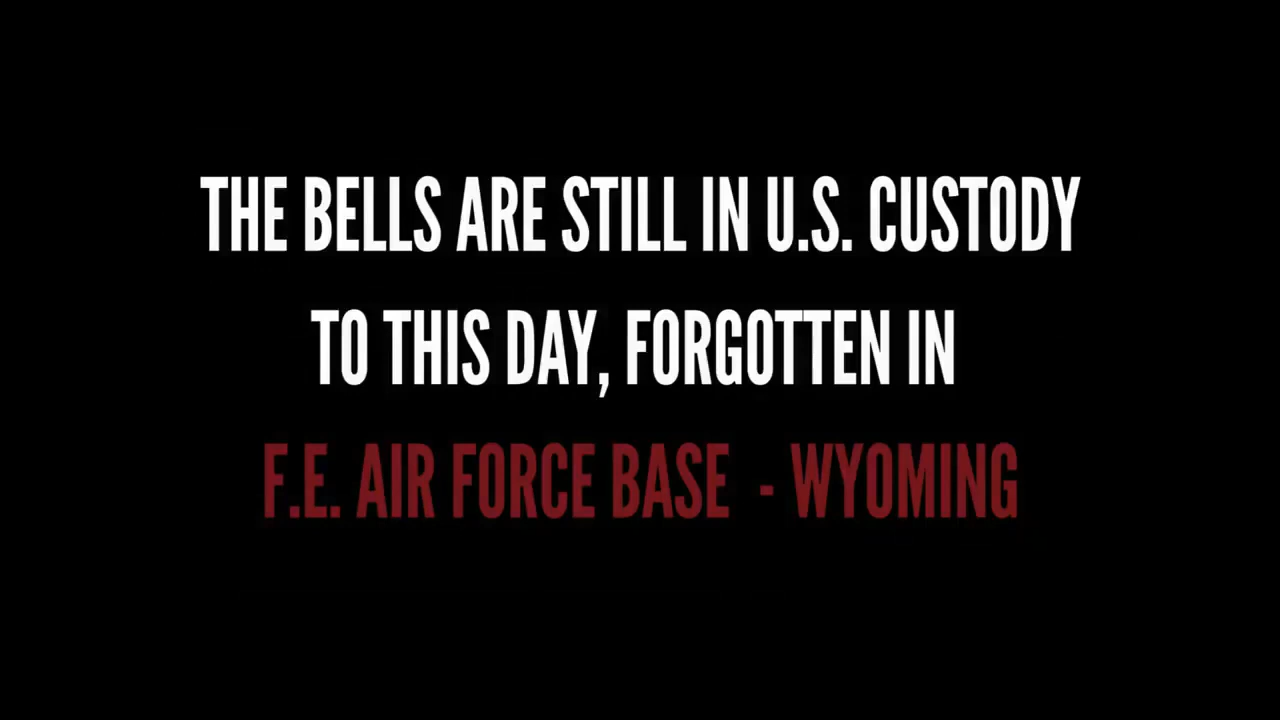 THE BELLS ARE STILL IN U.S. CUSTODY
TO THIS DAY, FORGOTTEN IN
F.E. AIR FORCE BASE - WYOMING